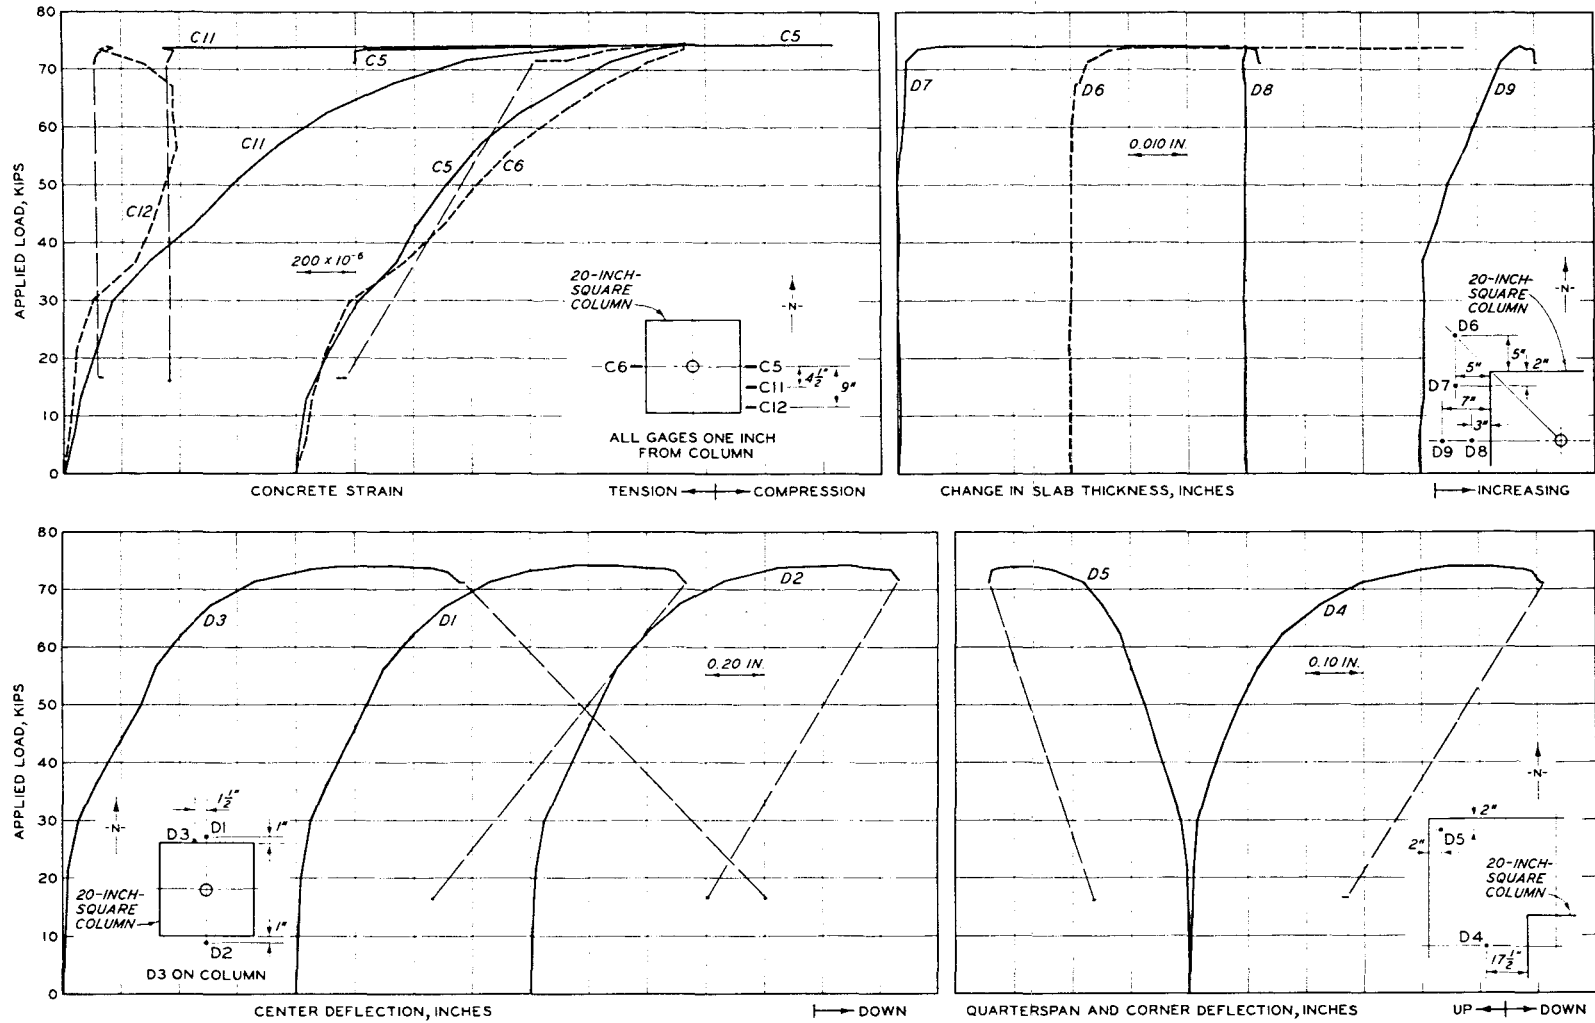 80
70
60
50
40
30
20
10
0
APPLIED LOAD, KIPS
C11
C5
C5
C11
C5
C6
C12
200 × 10⁻⁶
20-INCH-
SQUARE
COLUMN
-N-
C6
C5
C11
C12
4 1/2"
9"
ALL GAGES ONE INCH
FROM COLUMN
CONCRETE STRAIN
TENSION
COMPRESSION
D7
D6
D8
D9
0.010 IN.
20-INCH-
SQUARE
COLUMN
-N-
D6
5"
2"
5"
D7
7"
3"
D9
D8
CHANGE IN SLAB THICKNESS, INCHES
INCREASING
80
70
60
50
40
30
20
10
0
APPLIED LOAD, KIPS
D3
D1
D2
0.20 IN.
1 1/2"
-N-
D1
1"
D3
20-INCH-
SQUARE
COLUMN
1"
D2
D3 ON COLUMN
CENTER DEFLECTION, INCHES
DOWN
D5
D4
0.10 IN.
-N-
2"
2"
D5
20-INCH-
SQUARE
COLUMN
D4
17 1/2"
QUARTERSPAN AND CORNER DEFLECTION, INCHES
UP
DOWN